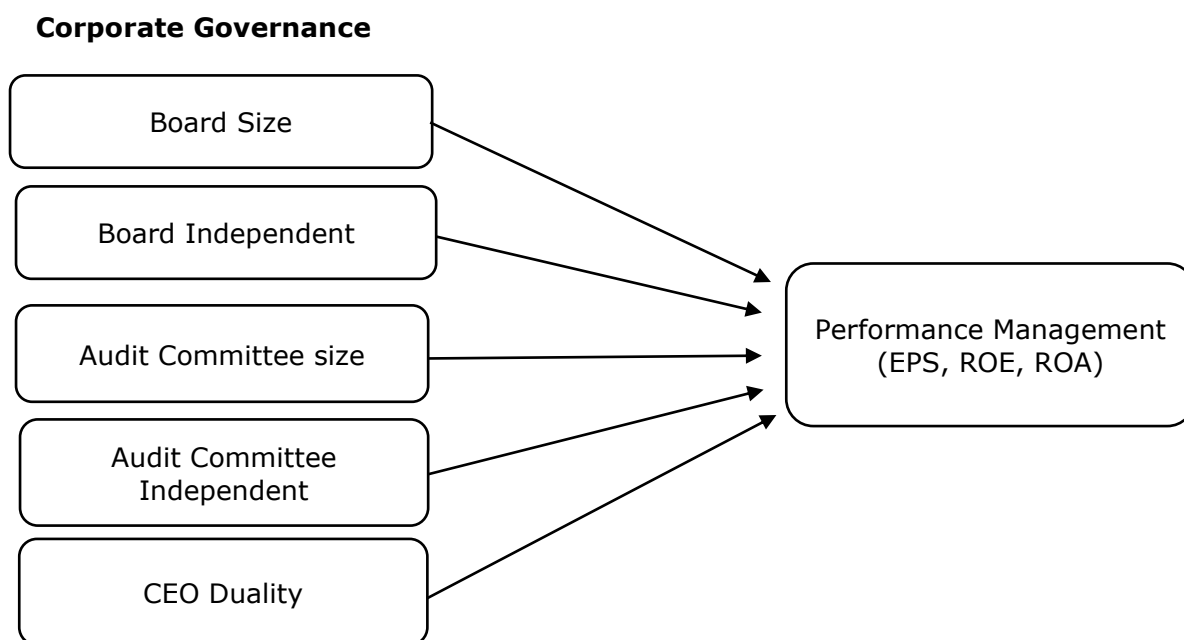 Corporate Governance
Board Size
Board Independent
Audit Committee size
Audit Committee
Independent
CEO Duality
Performance Management
(EPS, ROE, ROA)